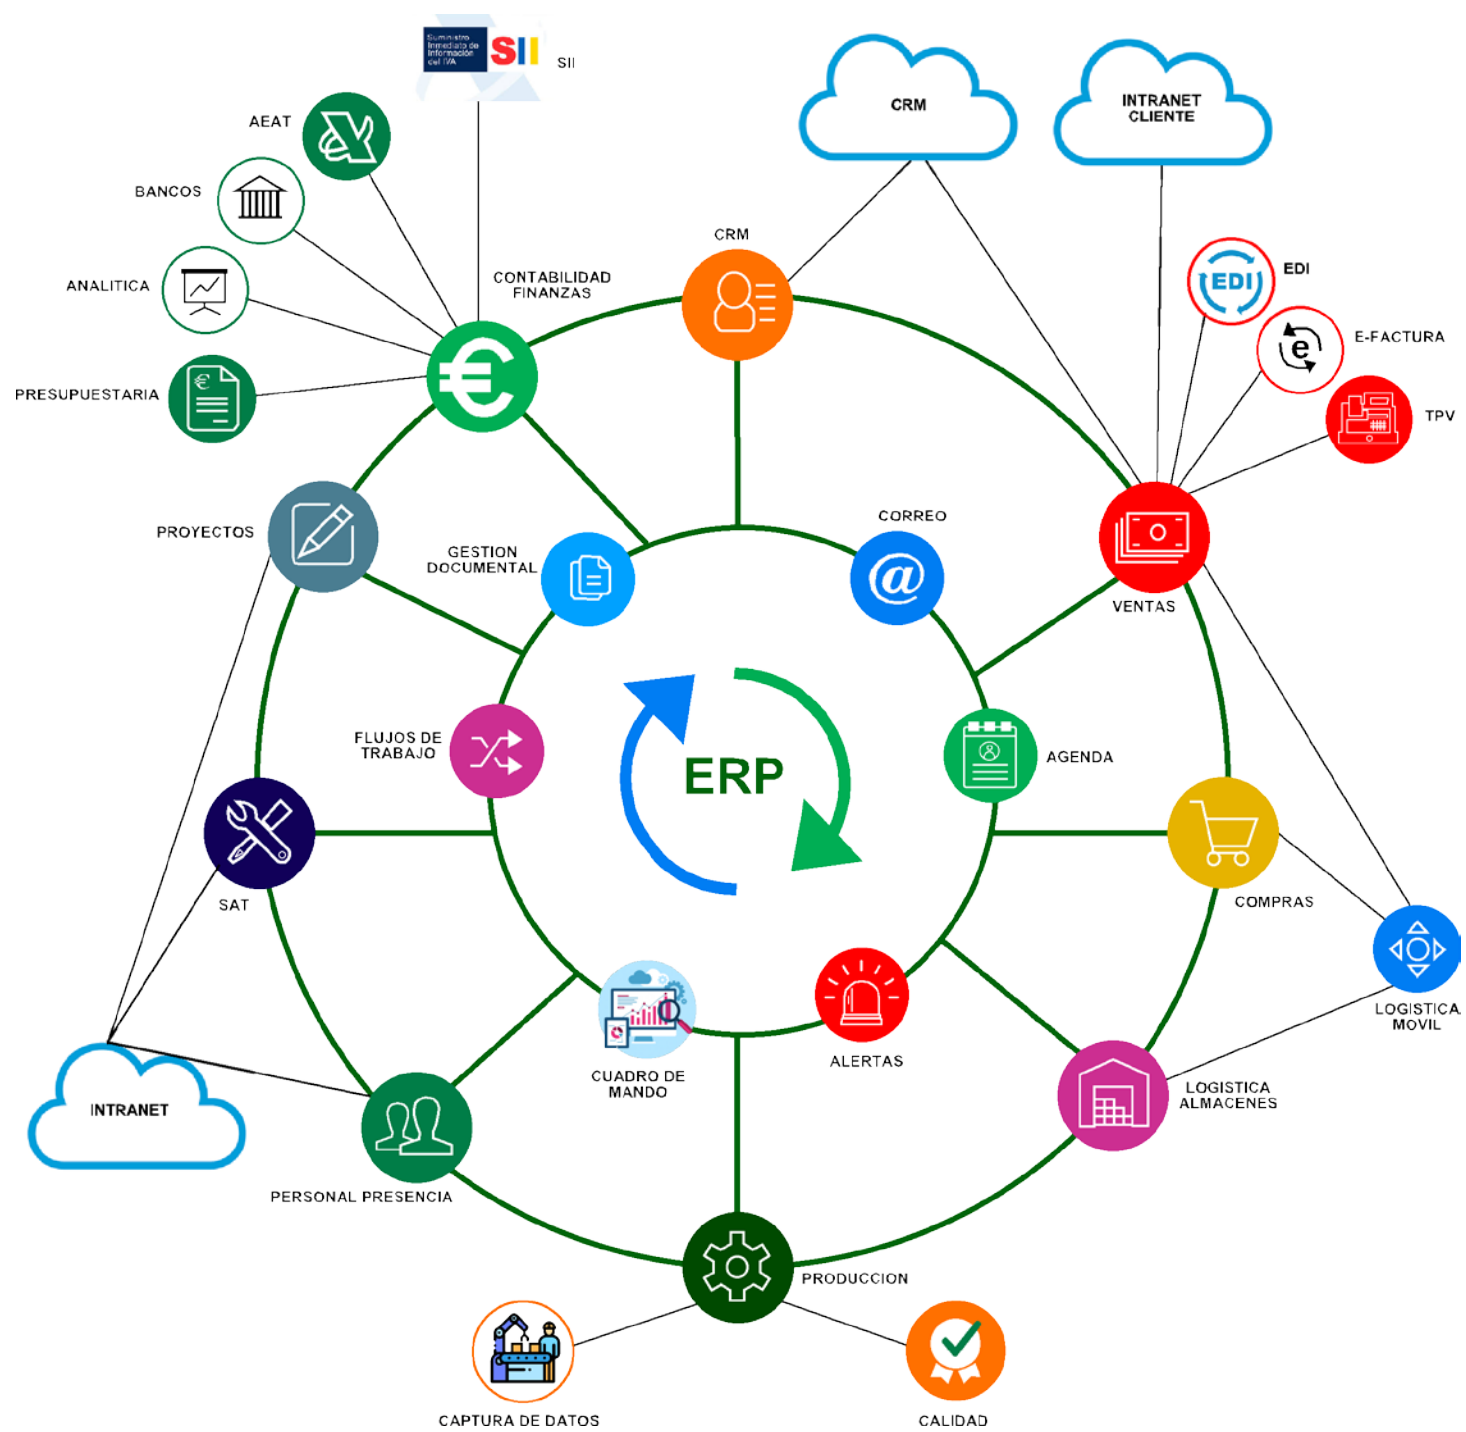 Suministro
Inmediato de
Información
del IVA
SII
SII
AEAT
BANCOS
ANALITICA
PRESUPUESTARIA
CONTABILIDAD
FINANZAS
CRM
CRM
INTRANET
CLIENTE
EDI
EDI
e
E-FACTURA
TPV
PROYECTOS
GESTION
DOCUMENTAL
CORREO
@
VENTAS
FLUJOS DE
TRABAJO
ERP
AGENDA
SAT
COMPRAS
INTRANET
CUADRO DE
MANDO
ALERTAS
LOGISTICA
MOVIL
LOGISTICA
ALMACENES
PERSONAL PRESENCIA
PRODUCCION
CAPTURA DE DATOS
CALIDAD